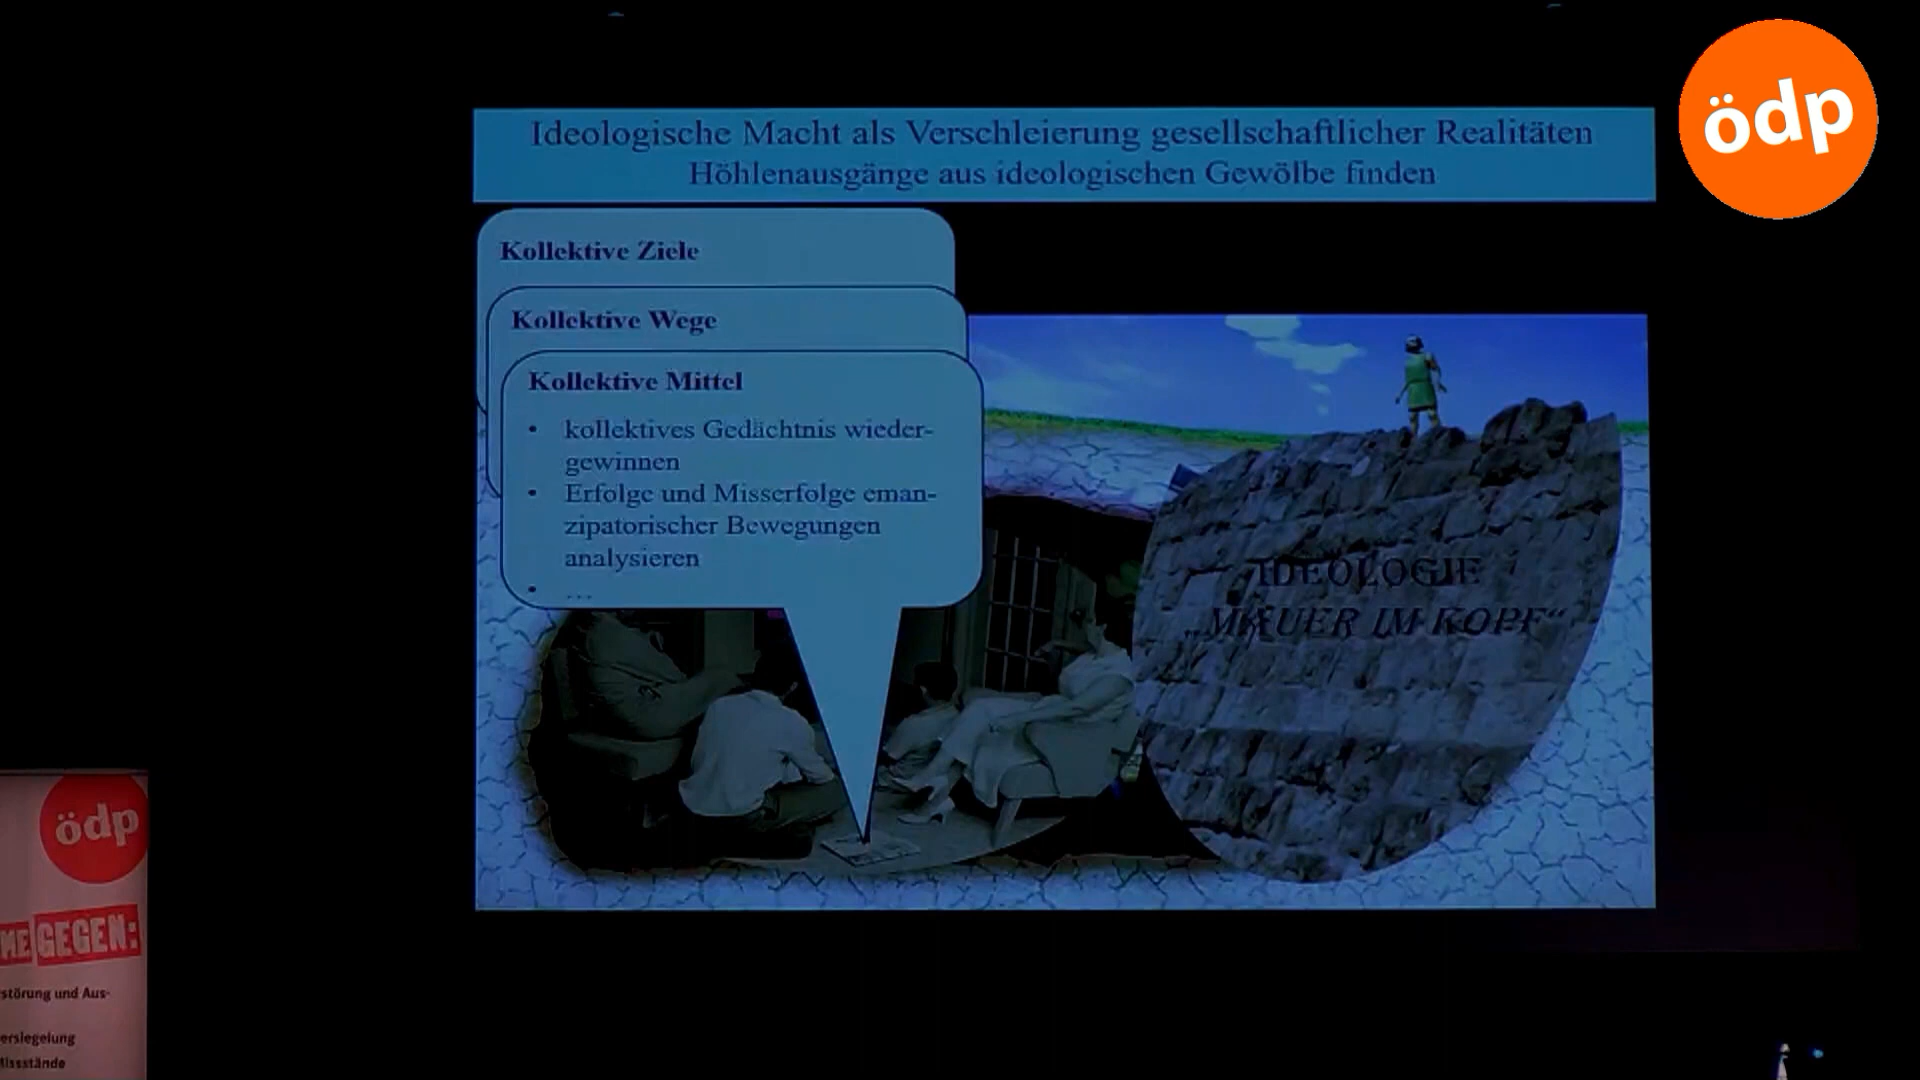 ödp
Ideologische Macht als Verschleierung gesellschaftlicher Realitäten
Höhlenausgänge aus ideologischen Gewölbe finden
Kollektive Ziele
Kollektive Wege
Kollektive Mittel
• kollektives Gedächtnis wieder-
gewinnen
• Erfolge und Misserfolge eman-
zipatorischer Bewegungen
analysieren
• ...
IDEOLOGIE
„MAUER IM KOPF“
ödp
ME GEGEN:
störung und Aus-
ersiegelung
Missstände